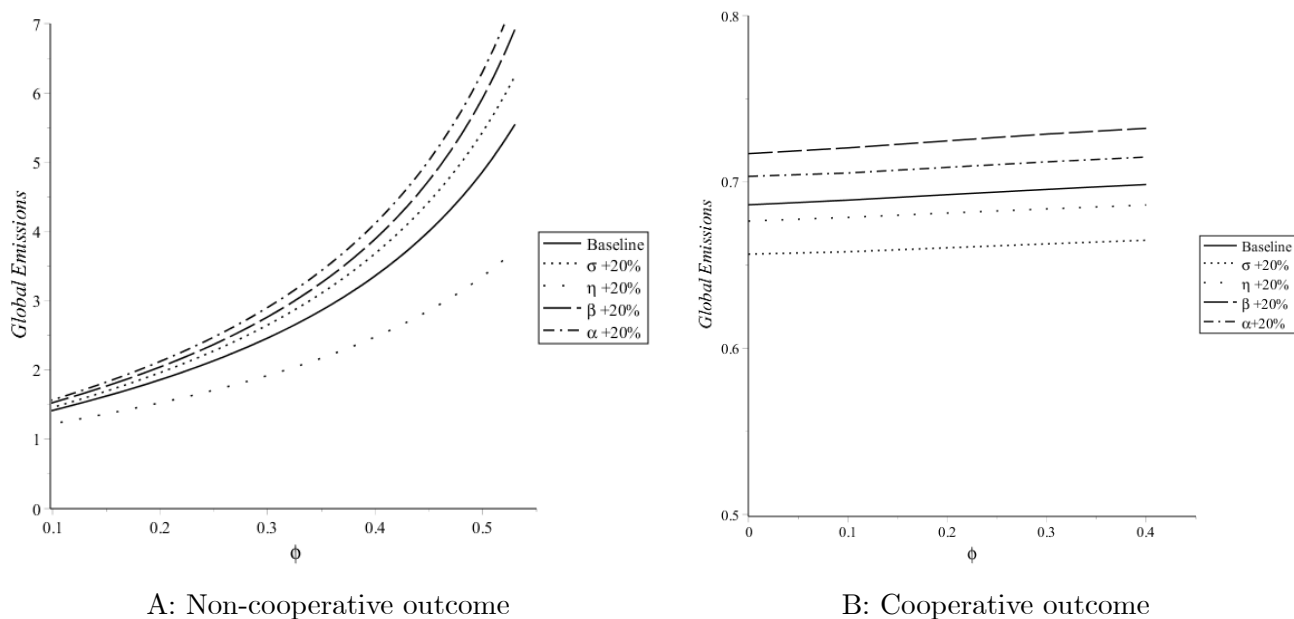 7
6
5
4
3
2
1
0
Global Emissions
0.1
0.2
0.3
0.4
0.5
ϕ
Baseline
σ +20%
η +20%
β +20%
α +20%
A: Non-cooperative outcome
0.8
0.7
0.6
0.5
Global Emissions
0
0.1
0.2
0.3
0.4
ϕ
Baseline
σ +20%
η +20%
β +20%
α+20%
B: Cooperative outcome